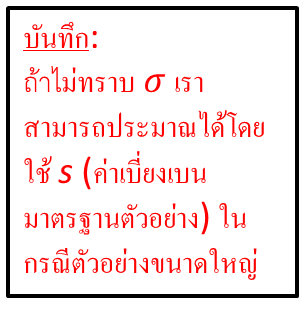 บันทึก:
ถ้าไม่ทราบ σ เรา
สามารถประมาณได้โดย
ใช้ s (ค่าเบี่ยงเบน
มาตรฐานตัวอย่าง) ใน
กรณีตัวอย่างขนาดใหญ่